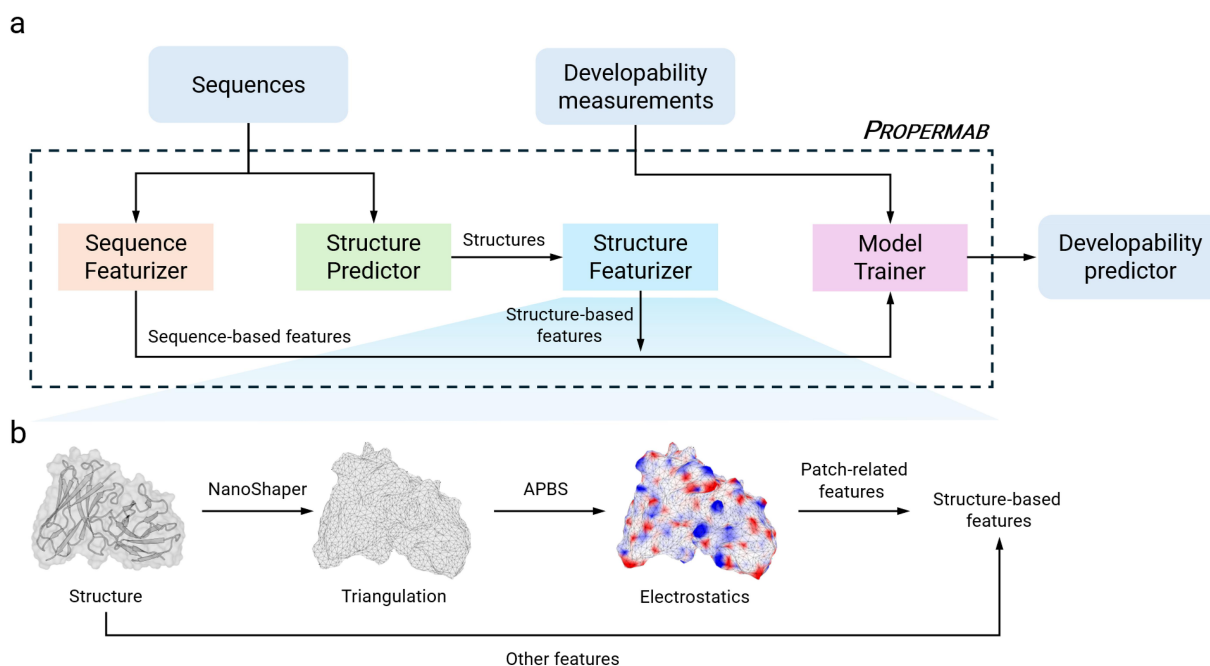 a
Sequences
Developability
measurements
PROPERMAB
Sequence
Featurizer
Structure
Predictor
Structures
Structure
Featurizer
Model
Trainer
Developability
predictor
Sequence-based features
Structure-based
features
b
NanoShaper
APBS
Patch-related
features
Structure-based
features
Structure
Triangulation
Electrostatics
Other features